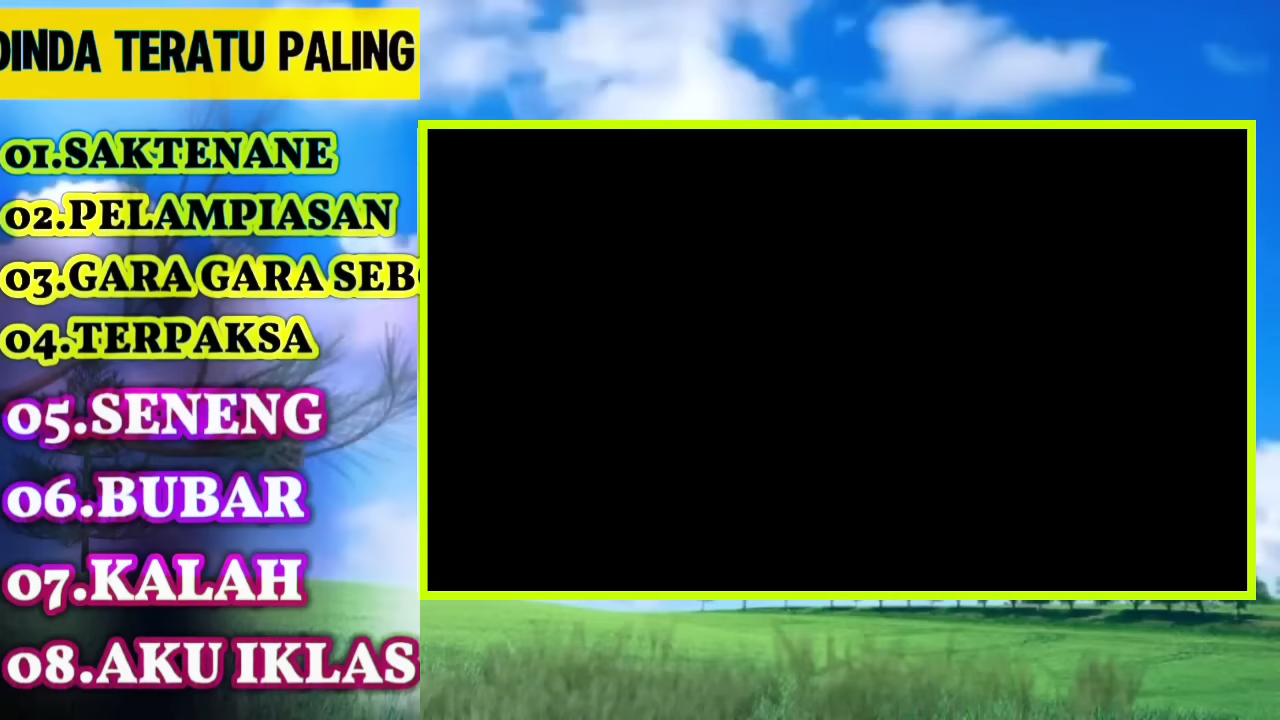 DINDA TERATU PALING
01.SAKTENANE
02.PELAMPIASAN
03.GARA GARA
04.TERPAKSA
05.SENENG
06.BUBAR
07.KALAH
08.AKU IKLAS